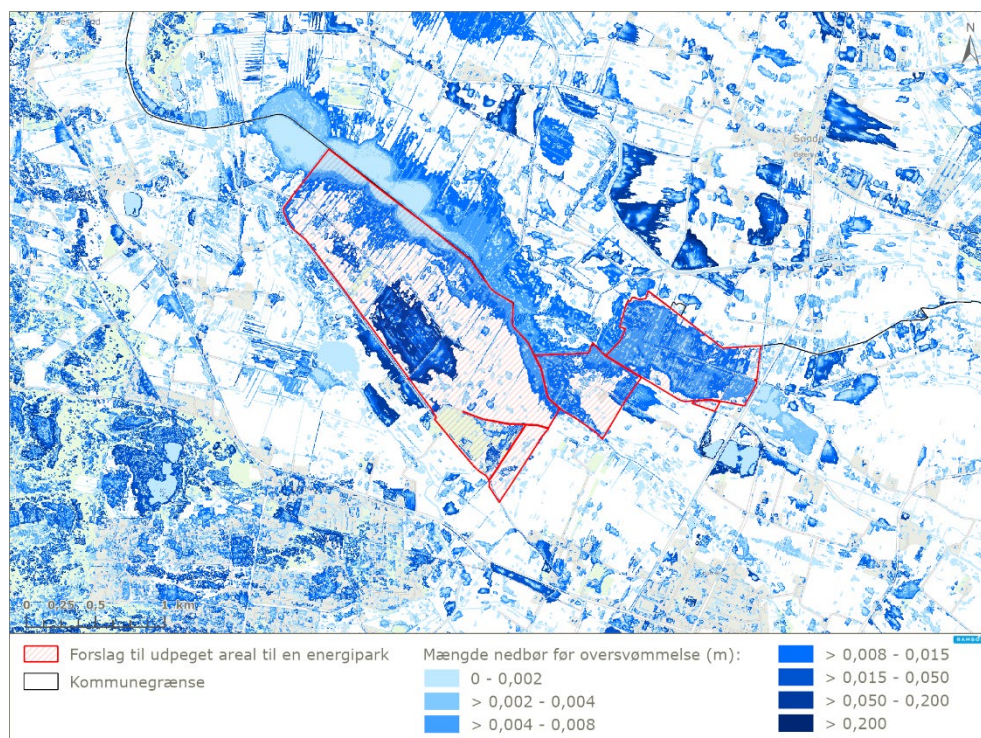 N
0 0,25 0,5 1 km
RAMBOLL
Forslag til udpeget areal til en energipark
Kommunegrænse
Mængde nedbør før oversvømmelse (m):
0 - 0,002
> 0,002 - 0,004
> 0,004 - 0,008
> 0,008 - 0,015
> 0,015 - 0,050
> 0,050 - 0,200
> 0,200